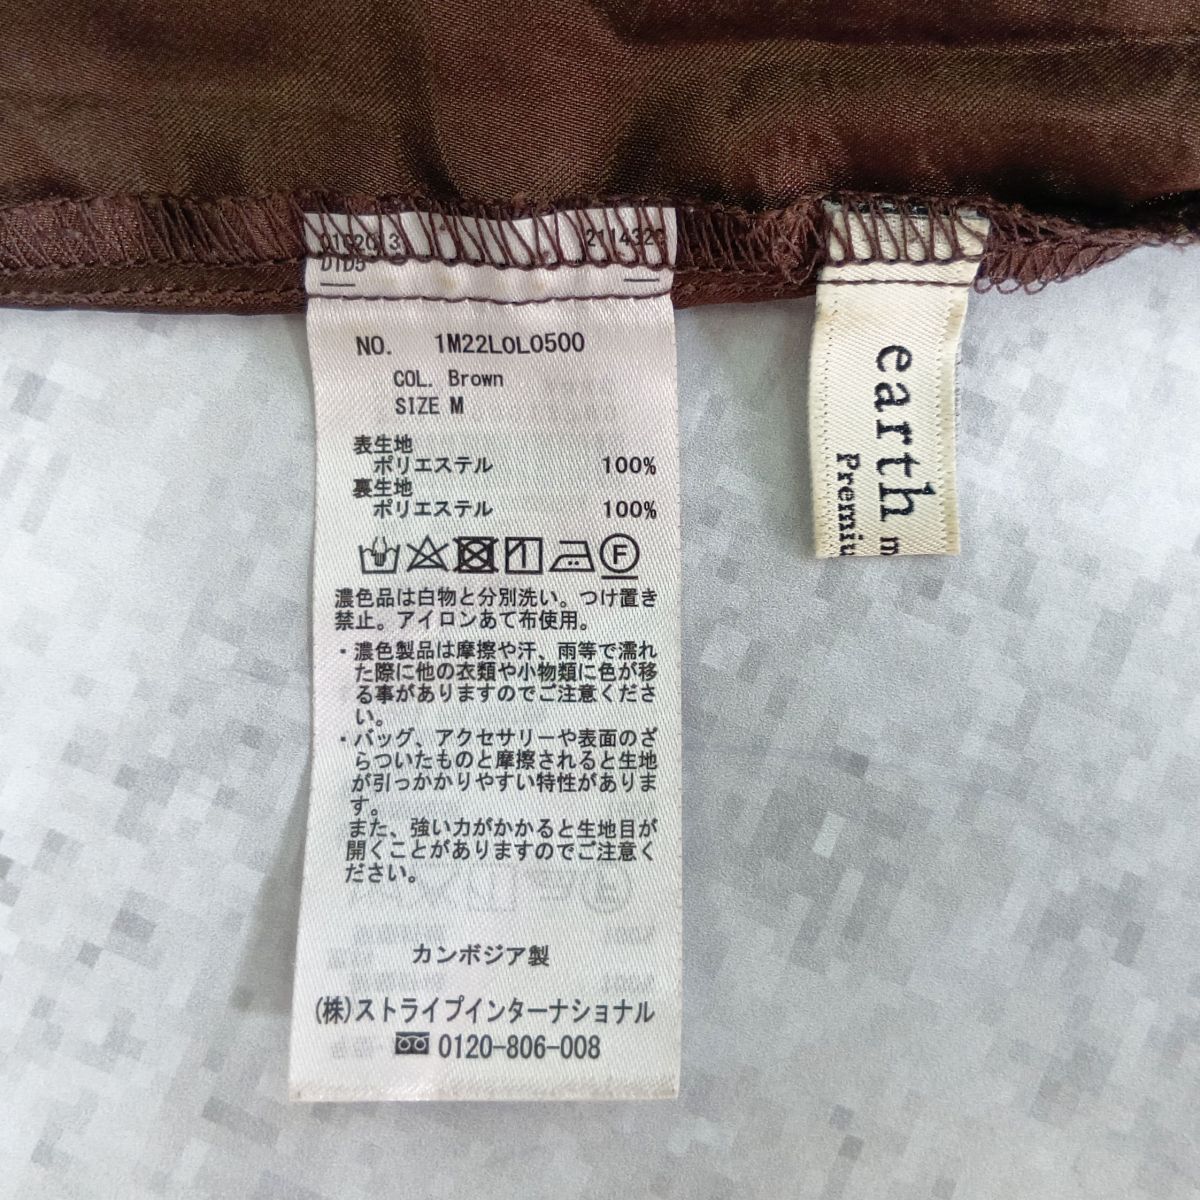 2114323
D1D5
NO. 1M22L0L0500
COL. Brown
SIZE M
表生地
ポリエステル 100%
裏生地
ポリエステル 100%
F
濃色品は白物と分別洗い。つけ置き
禁止。アイロンあて布使用。
・濃色製品は摩擦や汗、雨等で濡れ
た際に他の衣類や小物類に色が移
る事がありますのでご注意くださ
い。
・バッグ、アクセサリーや表面のざ
らついたものと摩擦されると生地
が引っかかりやすい特性がありま
す。
また、強い力がかかると生地目が
開くことがありますのでご注意く
ださい。
カンボジア製
(株)ストライプインターナショナル
0120-806-008
earth m
Premiu